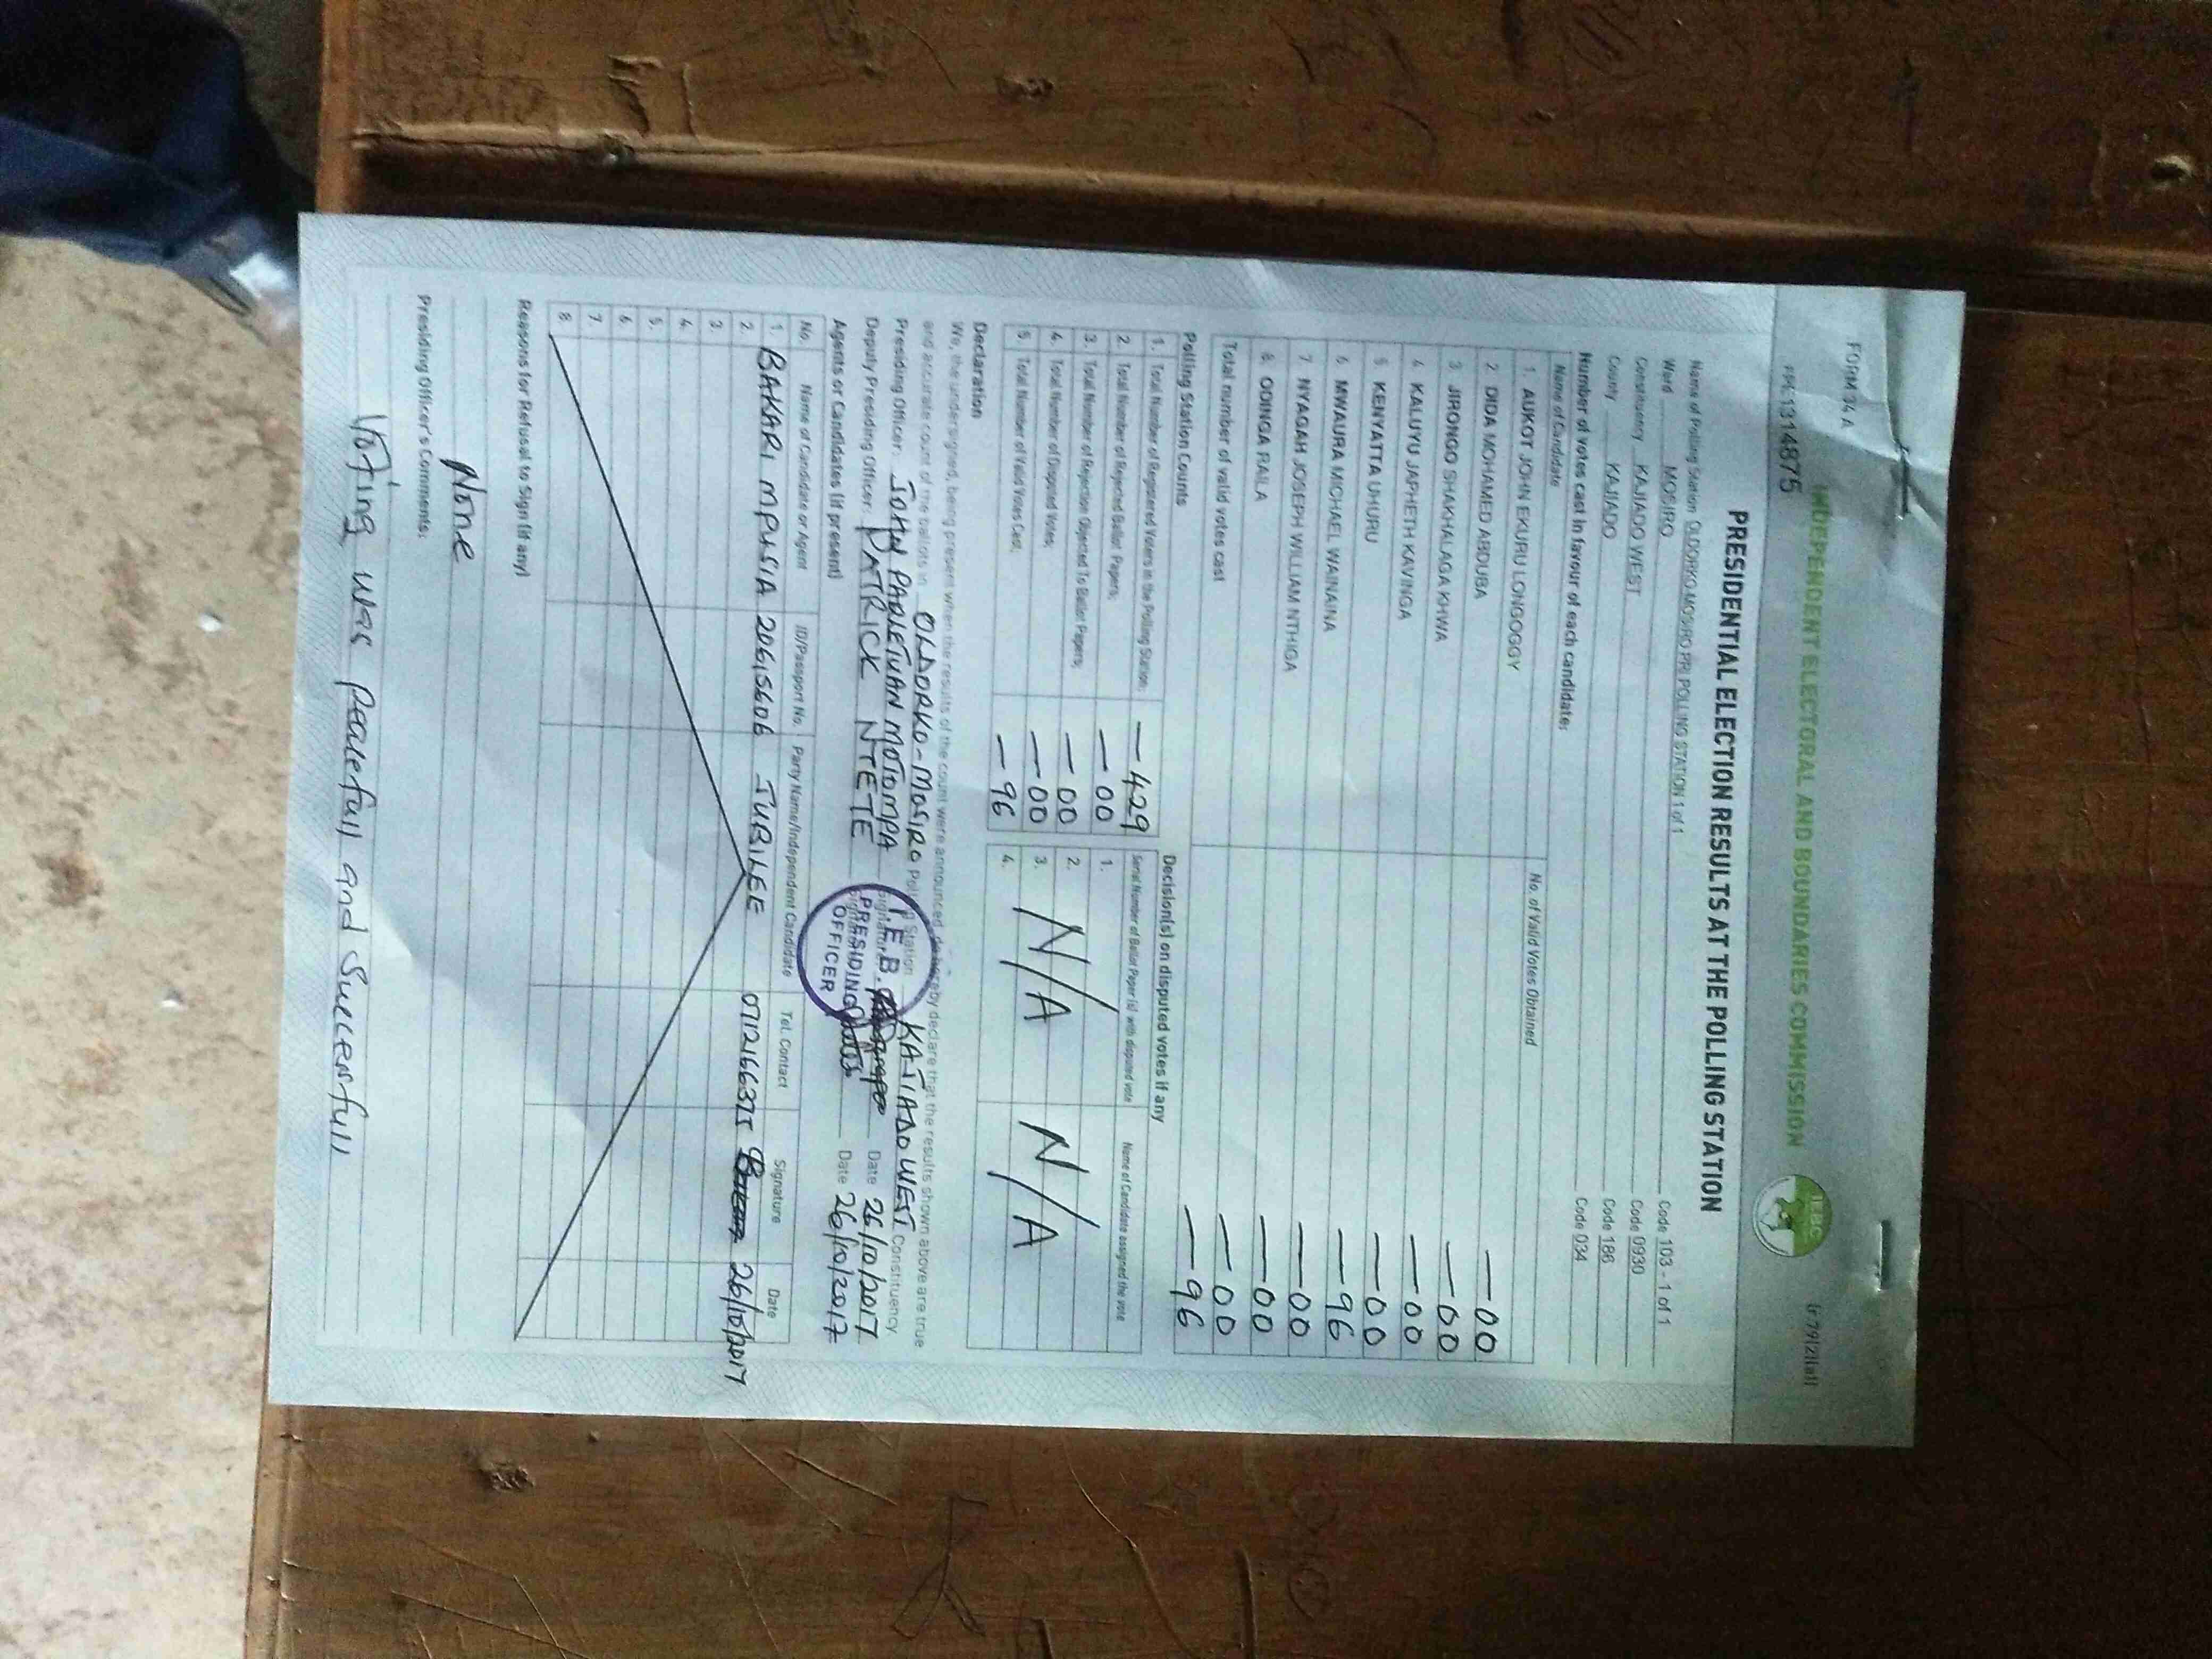 FORM 34A
(r.79(2)(a))
INDEPENDENT ELECTORAL AND BOUNDARIES COMMISSION
IEBC
PPE 1314875
PRESIDENTIAL ELECTION RESULTS AT THE POLLING STATION
Name of Polling Station OLDORKO-MOSIRO PRI POLLING STATION 1 of 1 Code 103 - 1 of 1
Ward MOSIRO Code 0930
Constituency KAJIADO WEST Code 186
County KAJIADO Code 034
Number of votes cast in favour of each candidate:
Name of Candidate No. of Valid Votes Obtained
1. AUKOT JOHN EKURU LONGOGGY — 00
2. DIDA MOHAMED ABDUBA — 00
3. JIRONGO SHAKHALAGA KHWA — 00
4. KALUYU JAPHETH KAVINGA — 00
5. KENYATTA UHURU — 96
6. MWAURA MICHAEL WAINAINA — 00
7. NYAGAH JOSEPH WILLIAM NTHIGA — 00
8. ODINGA RAILA — 00
Total number of valid votes cast — 96
Polling Station Counts
1. Total Number of Registered Voters in the Polling Station; — 429
2. Total Number of Rejected Ballot Papers; — 00
3. Total Number of Rejection Objected To Ballot Papers; — 00
4. Total Number of Disputed Votes; — 00
5. Total Number of Valid Votes Cast; — 96
Decision(s) on disputed votes if any
Serial Number of Ballot Paper (s) with disputed vote Name of Candidate assigned the vote
1.
2.
3. N/A N/A
4.
Declaration
We, the undersigned, being present when the results of the count were announced, do hereby declare that the results shown above are true
and accurate count of the ballots in OLDORKO-MOSIRO Polling Station KAJIADO WEST Constituency
Presiding Officer: JOHN PARLETUAN MOTOMPA Signature Date 26/10/2017
Deputy Presiding Officer: PATRICK NTETE Signature Date 26/10/2017
I.E.B.C
PRESIDING
OFFICER
Agents or Candidates (if present)
No. Name of Candidate or Agent ID/Passport No. Party Name/Independent Candidate Tel. Contact Signature Date
1. BAKARI MPUSIA 20615606 JUBILEE 0712166375 26/10/2017
2.
3.
4.
5.
6.
7.
8.
Reasons for Refusal to Sign (if any)
None
Presiding Officer's Comments:
Voting was peacefull and Successfull